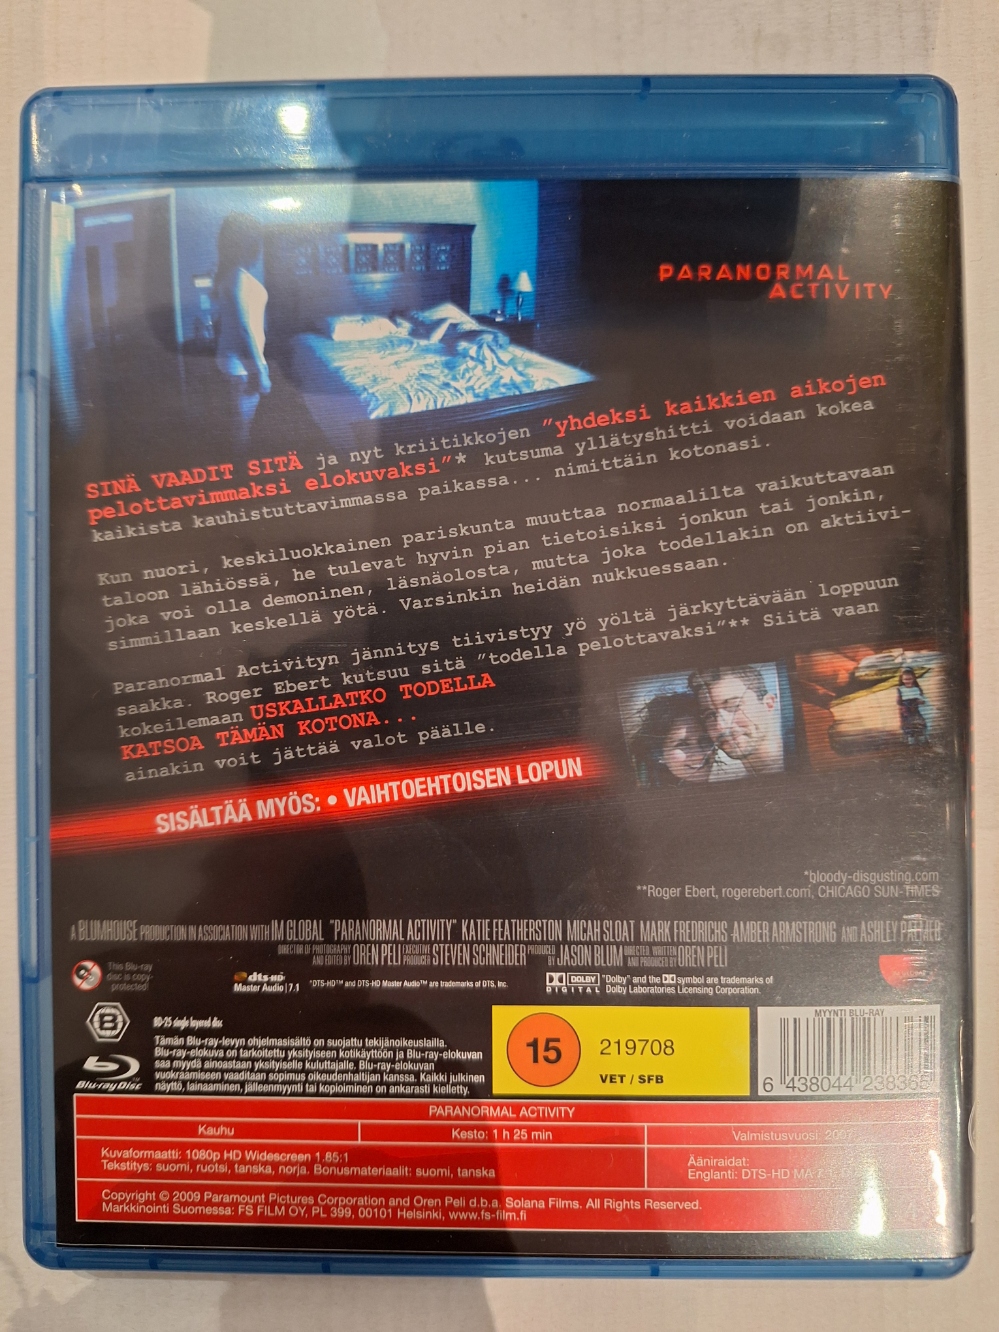 PARANORMAL
ACTIVITY
SINÄ VAADIT SITÄ ja nyt kriitikkojen "yhdeksi kaikkien aikojen
pelottavimmaksi elokuvaksi"* kutsuma yllätyshitti voidaan kokea
kaikista kauhistuttavimmassa paikassa... nimittäin kotonasi.
Kun nuori, keskiluokkainen pariskunta muuttaa normaalilta vaikuttavaan
taloon lähiössä, he tulevat hyvin pian tietoisiksi jonkun tai jonkin,
joka voi olla demoninen, läsnäolosta, mutta joka todellakin on aktiivi-
simmillaan keskellä yötä. Varsinkin heidän nukkuessaan.
Paranormal Activityn jännitys tiivistyy yö yöltä järkyttävään loppuun
saakka. Roger Ebert kutsuu sitä "todella pelottavaksi"** Siitä vaan
kokeilemaan USKALLATKO TODELLA
KATSOA TÄMÄN KOTONA...
ainakin voit jättää valot päälle.
SISÄLTÄÄ MYÖS: • VAIHTOEHTOISEN LOPUN
*bloody-disgusting.com
**Roger Ebert, rogerebert.com, CHICAGO SUN-TIMES
A BLUMHOUSE PRODUCTION IN ASSOCIATION WITH IM GLOBAL "PARANORMAL ACTIVITY" KATIE FEATHERSTON MICAH SLOAT MARK FREDRICHS AMBER ARMSTRONG AND ASHLEY PALMER
DIRECTOR OF PHOTOGRAPHY AND EDITED BY OREN PELI EXECUTIVE PRODUCER STEVEN SCHNEIDER PRODUCED BY JASON BLUM DIRECTED, WRITTEN AND PRODUCED BY OREN PELI
This Blu-ray
disc is copy-
protected!
dts-HD
Master Audio 7.1
"DTS-HD™ and DTS-HD Master Audio™ are trademarks of DTS, Inc.
DOLBY
DIGITAL
"Dolby" and the DD symbol are trademarks of
Dolby Laboratories Licensing Corporation.
B
BD-25 single layered disc
Blu-ray Disc
Tämän Blu-ray-levyn ohjelmasisältö on suojattu tekijänoikeuslailla.
Blu-ray-elokuva on tarkoitettu yksityiseen kotikäyttöön ja Blu-ray-elokuvan
saa myydä ainoastaan yksityiselle kuluttajalle. Blu-ray-elokuvan
vuokraamiseen vaaditaan sopimus oikeudenhaltijan kanssa. Kaikki julkinen
näyttö, lainaaminen, jälleenmyynti tai kopioiminen on ankarasti kielletty.
15
219708
VET / SFB
MYYNTI BLU-RAY
6 438044 238365
PARANORMAL ACTIVITY
Kauhu
Kesto: 1 h 25 min
Valmistusvuosi:
Kuvaformaatti: 1080p HD Widescreen 1.85:1
Tekstitys: suomi, ruotsi, tanska, norja. Bonusmateriaalit: suomi, tanska
Ääniraidat:
Englanti: DTS-HD MA
Copyright © 2009 Paramount Pictures Corporation and Oren Peli d.b.a. Solana Films. All Rights Reserved.
Markkinointi Suomessa: FS FILM OY, PL 399, 00101 Helsinki, www.fs-film.fi